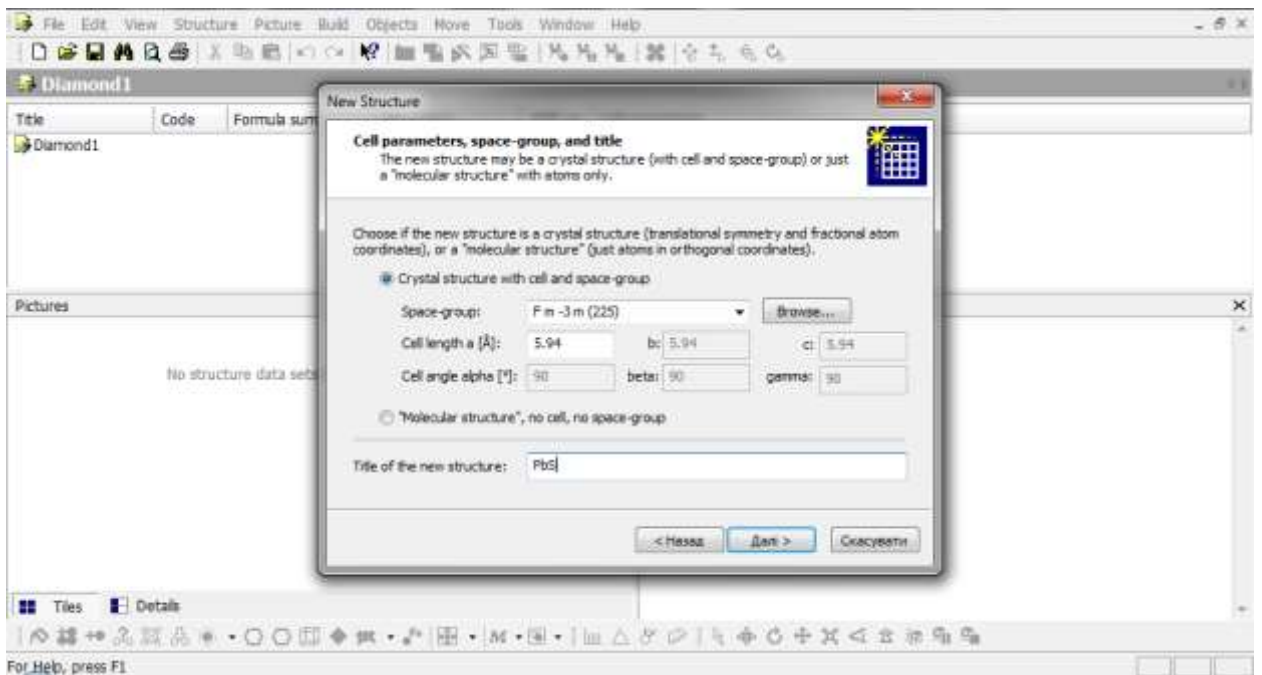 File Edit View Structure Picture Build Objects Move Tools Window Help
Diamond1
Title Code Formula sum
Diamond1
New Structure
Cell parameters, space-group, and title
The new structure may be a crystal structure (with cell and space-group) or just
a "molecular structure" with atoms only.
Choose if the new structure is a crystal structure (translational symmetry and fractional atom
coordinates), or a "molecular structure" (just atoms in orthogonal coordinates).
Crystal structure with cell and space-group
Pictures
Space-group: F m -3 m (225) Browse...
Cell length a [Å]: 5.94 b: 5.94 c: 5.94
No structure data sets
Cell angle alpha [°]: 90 beta: 90 gamma: 90
"Molecular structure", no cell, no space-group
Title of the new structure: PbS
< Назад Далі > Скасувати
Tiles Details
For Help, press F1